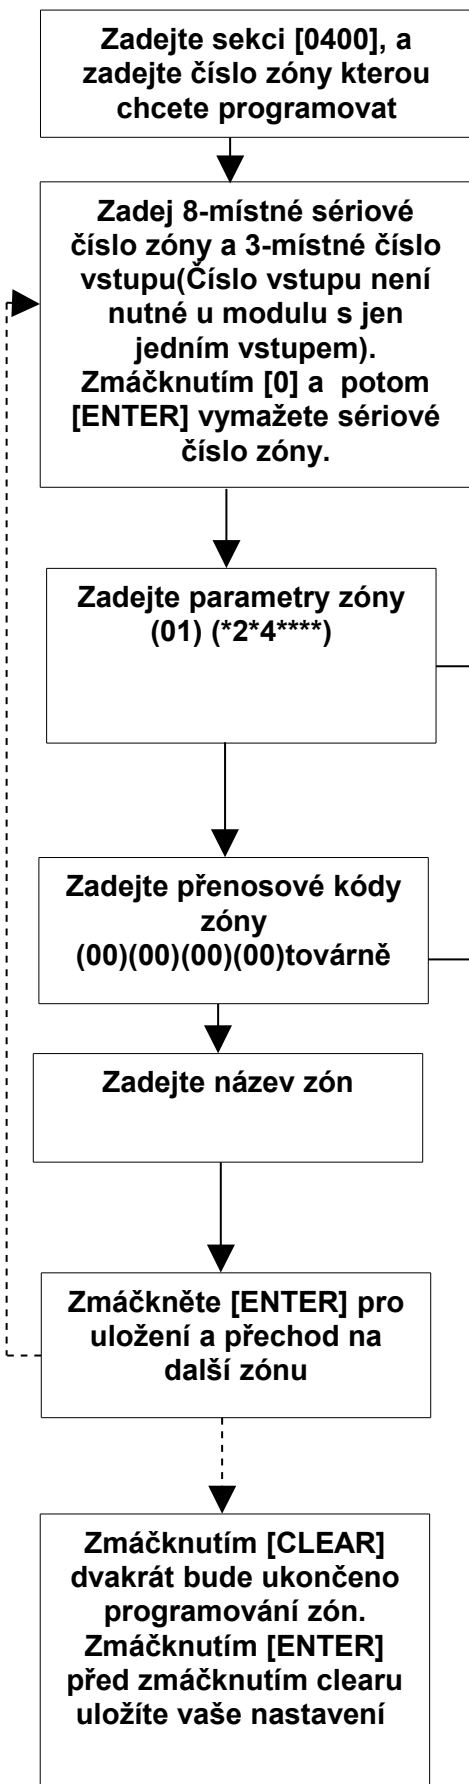 Zadejte sekci [0400], a
zadejte číslo zóny kterou
chcete programovat
Zadej 8-místné sériové
číslo zóny a 3-místné číslo
vstupu(Číslo vstupu není
nutné u modulu s jen
jedním vstupem).
Zmáčknutím [0] a potom
[ENTER] vymažete sériové
číslo zóny.
Zadejte parametry zóny
(01) (*2*4****)
Zadejte přenosové kódy
zóny
(00)(00)(00)(00)továrně
Zadejte název zón
Zmáčkněte [ENTER] pro
uložení a přechod na
další zónu
Zmáčknutím [CLEAR]
dvakrát bude ukončeno
programování zón.
Zmáčknutím [ENTER]
před zmáčknutím clearu
uložíte vaše nastavení